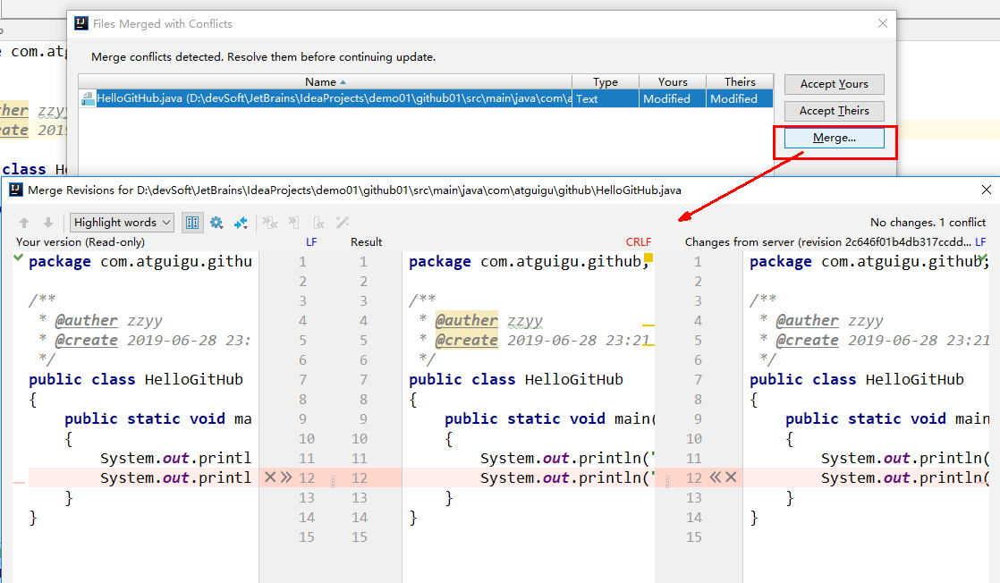 Files Merged with Conflicts
com.atg
Merge conflicts detected. Resolve them before continuing update.
Name Type Yours Theirs
HelloGitHub.java (D:\devSoft\JetBrains\IdeaProjects\demo01\github01\src\main\java\com\a Text Modified Modified
Accept Yours
Accept Theirs
Merge...
zzyy
2019
class He
Merge Revisions for D:\devSoft\JetBrains\IdeaProjects\demo01\github01\src\main\java\com\atguigu\github\HelloGitHub.java
Highlight words
No changes. 1 conflict
Your version (Read-only) LF Result CRLF Changes from server (revision 2c646f01b4db317ccdd... LF
package com.atguigu.githu 1 1 package com.atguigu.github; 1 package com.atguigu.github;
2 2 2
/** 3 3 /** 3 /**
* @auther zzyy 4 4 * @auther zzyy 4 * @auther zzyy
* @create 2019-06-28 23: 5 5 * @create 2019-06-28 23:21 5 * @create 2019-06-28 23:21
*/ 6 6 */ 6 */
public class HelloGitHub 7 7 public class HelloGitHub 7 public class HelloGitHub
{ 8 8 { 8 {
public static void ma 9 9 public static void main( 9 public static void main
{ 10 10 { 10 {
System.out.printl 11 11 System.out.println(" 11 System.out.println(
System.out.printl 12 12 System.out.println(" 12 System.out.println(
} 13 13 } 13 }
} 14 14 } 14 }
15 15 15